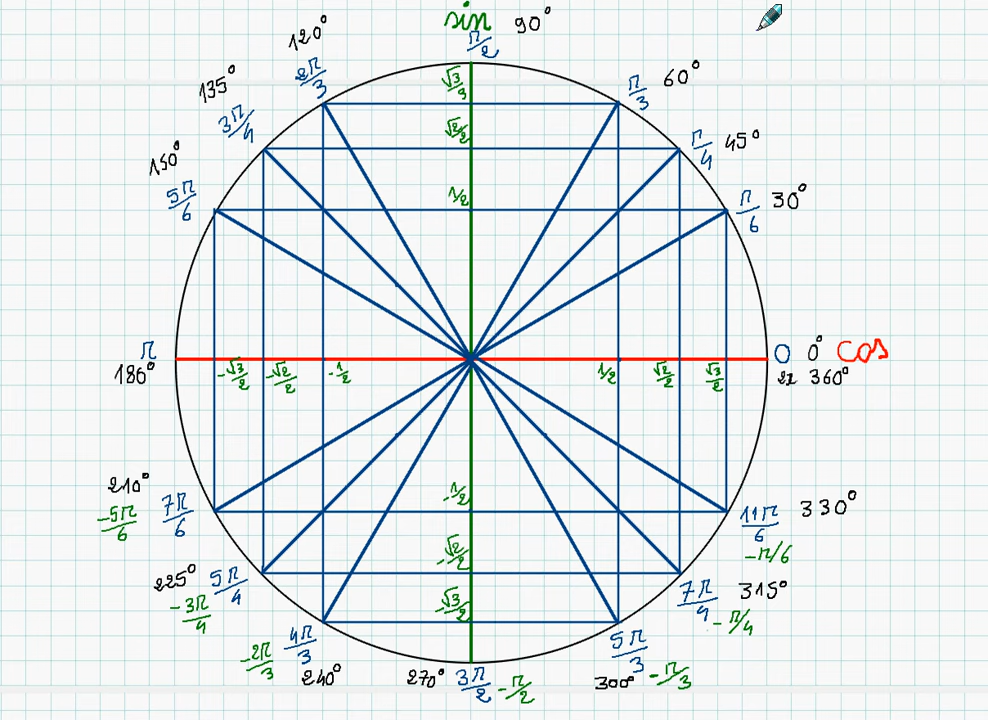 sin 90°
π/2
120°
2π/3
√3/3
π/3 60°
135°
3π/4
√2/2
π/4 45°
150°
5π/6
1/2
π/6 30°
π
180°
0 0° cos
2π 360°
-√3/2 -√2/2 -1/2 1/2 √2/2 √3/2
210°
-5π/6 7π/6
-1/2
11π/6 330°
-π/6
225° 5π/4
-3π/4
-√2/2
7π/4 315°
-π/4
-√3/2
-2π/3 4π/3
240°
5π/3
300° -π/3
270° 3π/2 -π/2